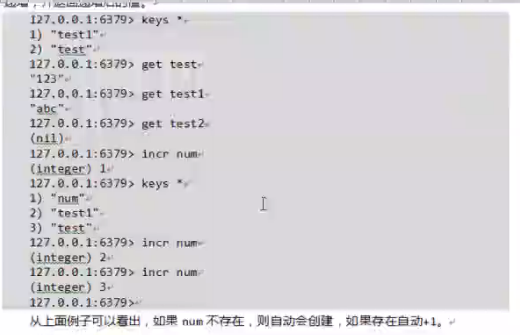 127.0.0.1:6379> keys *
1) "test1"
2) "test"
127.0.0.1:6379> get test
"123"
127.0.0.1:6379> get test1
"abc"
127.0.0.1:6379> get test2
(nil)
127.0.0.1:6379> incr num
(integer) 1
127.0.0.1:6379> keys *
1) "num"
2) "test1"
3) "test"
127.0.0.1:6379> incr num
(integer) 2
127.0.0.1:6379> incr num
(integer) 3
127.0.0.1:6379>
从上面例子可以看出，如果 num 不存在，则自动会创建，如果存在自动+1。